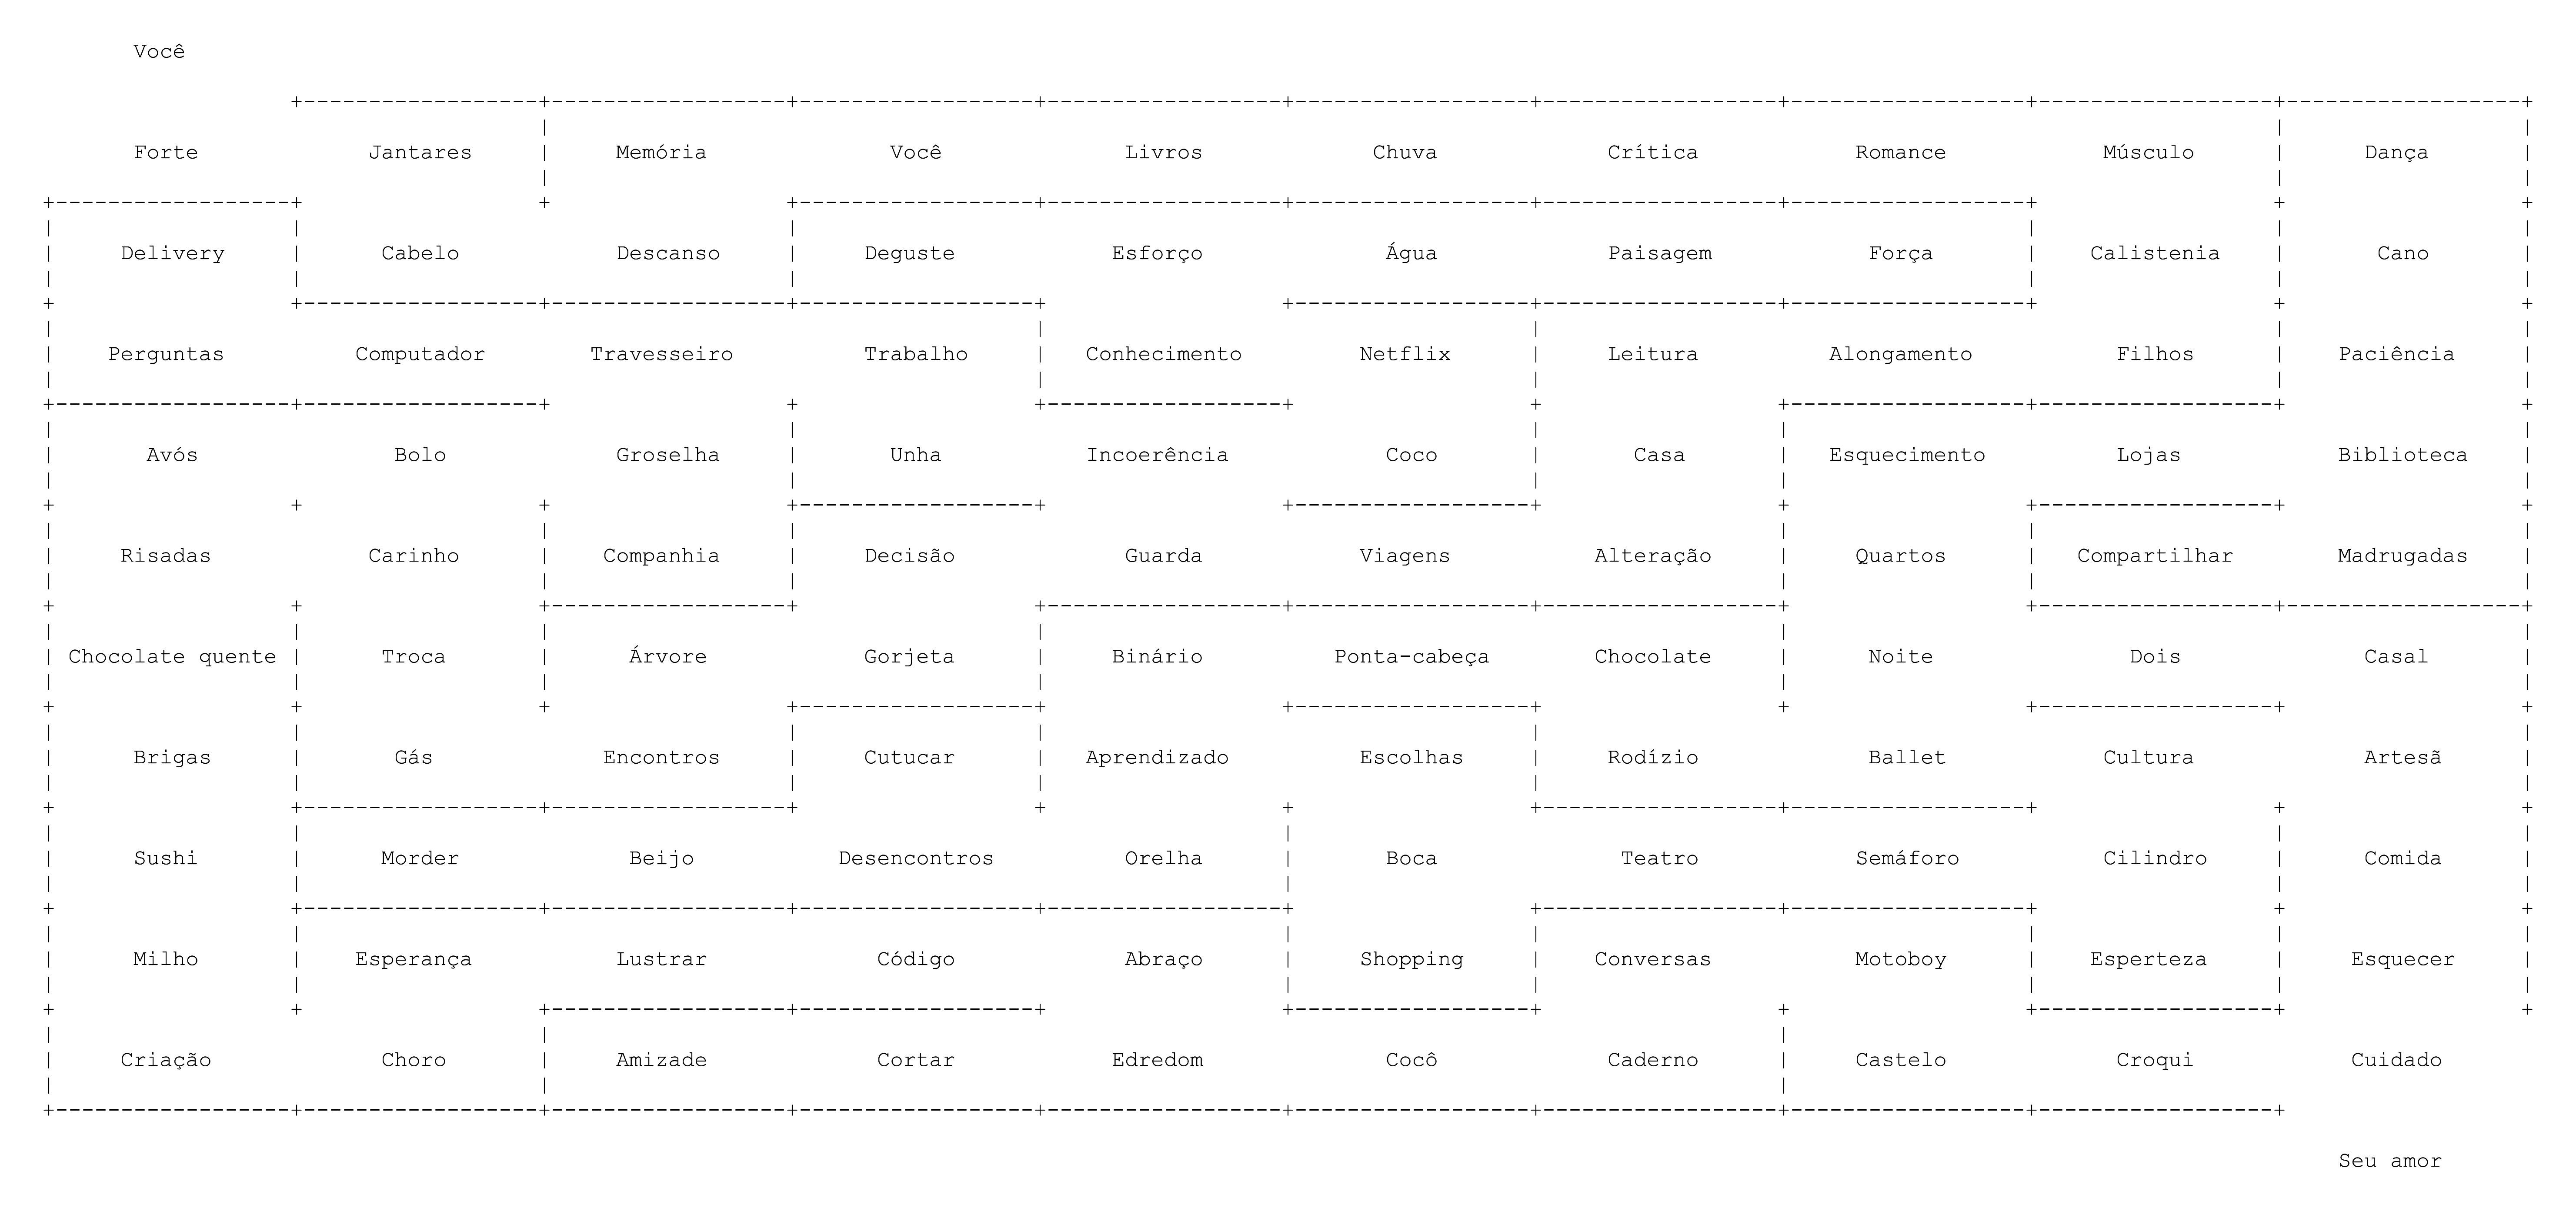 Você
Forte Jantares Memória Você Livros Chuva Crítica Romance Músculo Dança
Delivery Cabelo Descanso Deguste Esforço Água Paisagem Força Calistenia Cano
Perguntas Computador Travesseiro Trabalho Conhecimento Netflix Leitura Alongamento Filhos Paciência
Avós Bolo Groselha Unha Incoerência Coco Casa Esquecimento Lojas Biblioteca
Risadas Carinho Companhia Decisão Guarda Viagens Alteração Quartos Compartilhar Madrugadas
Chocolate quente Troca Árvore Gorjeta Binário Ponta-cabeça Chocolate Noite Dois Casal
Brigas Gás Encontros Cutucar Aprendizado Escolhas Rodízio Ballet Cultura Artesã
Sushi Morder Beijo Desencontros Orelha Boca Teatro Semáforo Cilindro Comida
Milho Esperança Lustrar Código Abraço Shopping Conversas Motoboy Esperteza Esquecer
Criação Choro Amizade Cortar Edredom Cocô Caderno Castelo Croqui Cuidado
Seu amor